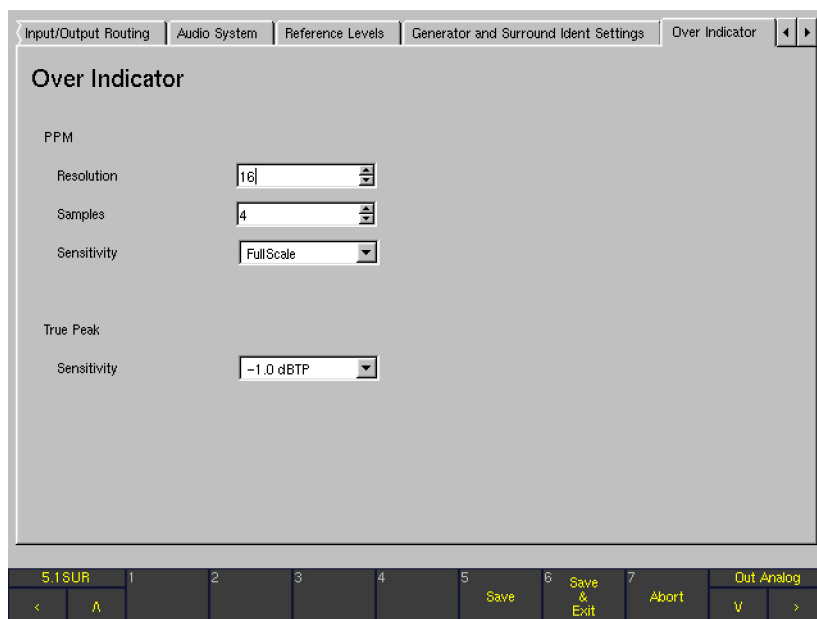 Input/Output Routing Audio System Reference Levels Generator and Surround Ident Settings Over Indicator
Over Indicator
PPM
Resolution 16
Samples 4
Sensitivity FullScale
True Peak
Sensitivity -1.0 dBTP
5.1SUR 1 2 3 4 5 Save 6 Save & Exit 7 Abort Out Analog
< Λ V >